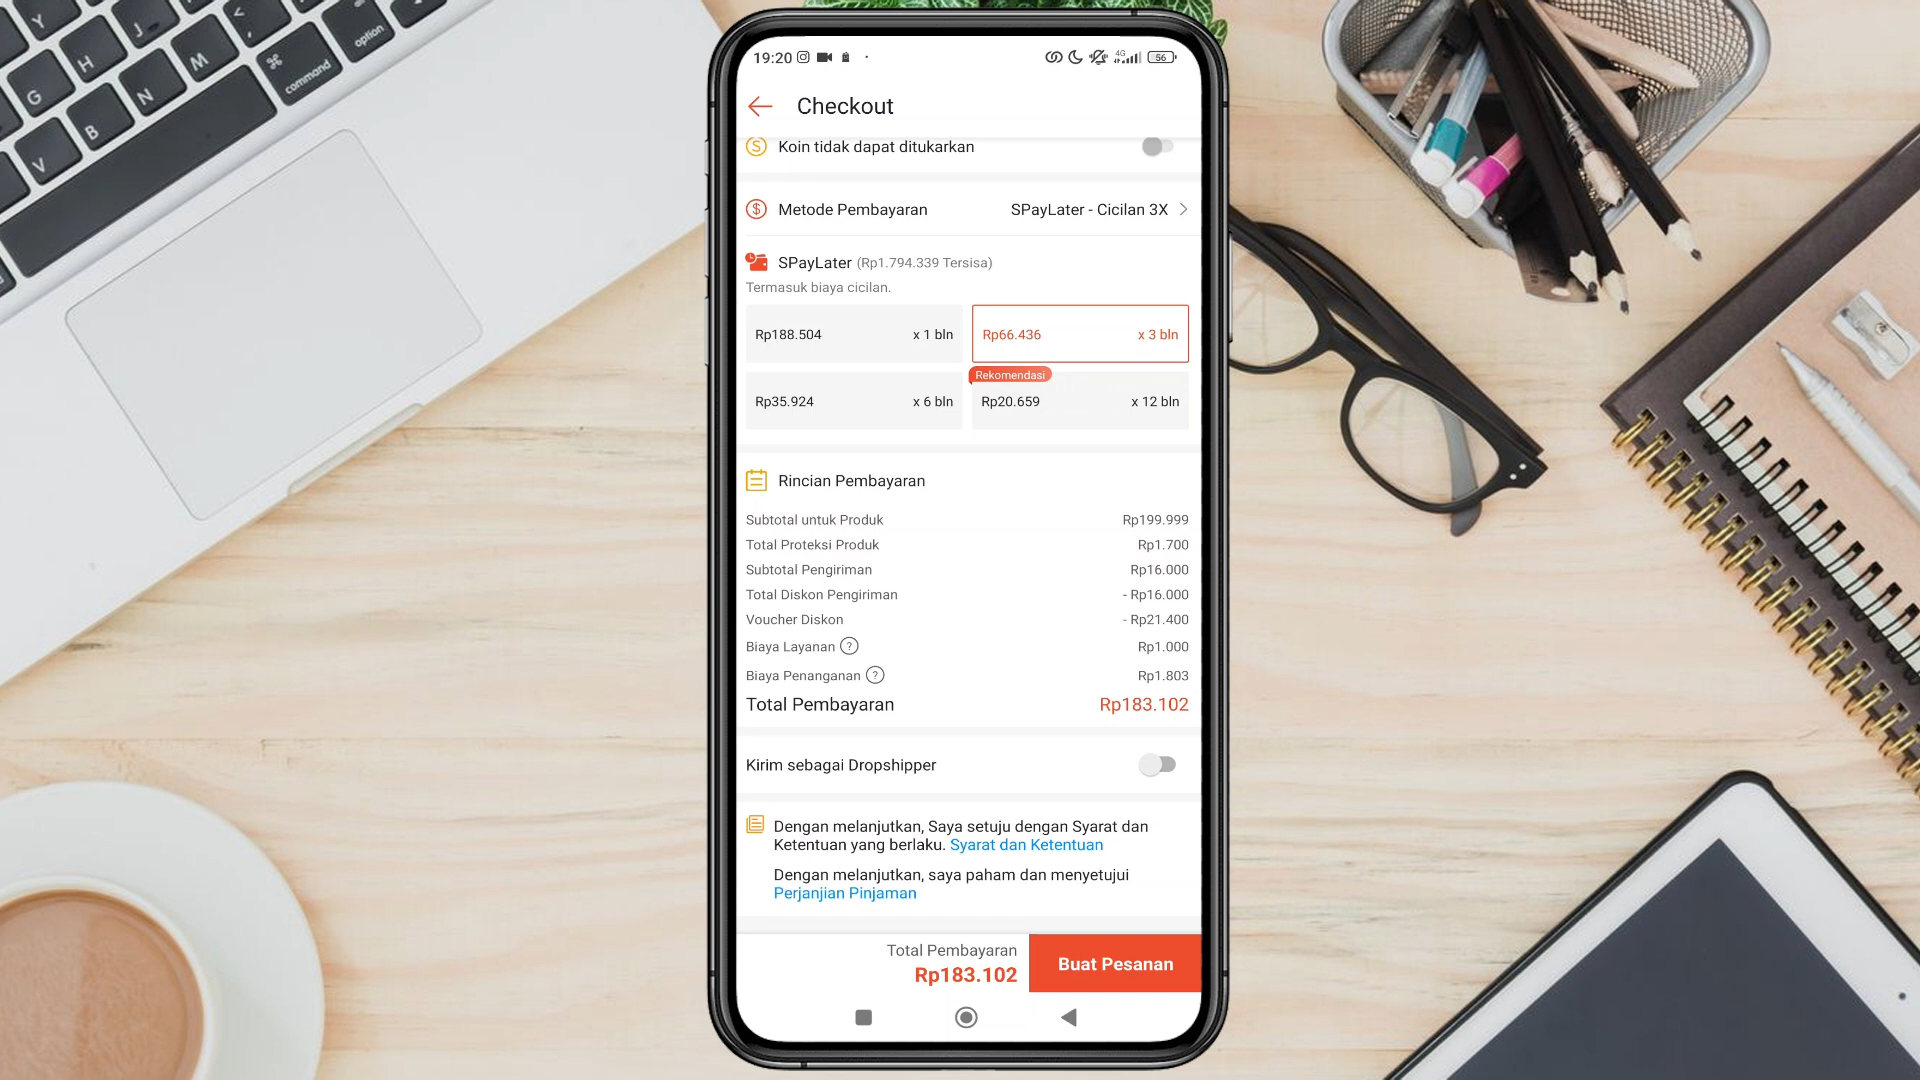 Y
J
<
H
M
⌘
option
G
N
command
B
V
19:20
4G
56
Checkout
S Koin tidak dapat ditukarkan
$ Metode Pembayaran SPayLater - Cicilan 3X
SPayLater (Rp1.794.339 Tersisa)
Termasuk biaya cicilan.
Rp188.504 x 1 bln Rp66.436 x 3 bln
Rekomendasi
Rp35.924 x 6 bln Rp20.659 x 12 bln
Rincian Pembayaran
Subtotal untuk Produk Rp199.999
Total Proteksi Produk Rp1.700
Subtotal Pengiriman Rp16.000
Total Diskon Pengiriman - Rp16.000
Voucher Diskon - Rp21.400
Biaya Layanan ? Rp1.000
Biaya Penanganan ? Rp1.803
Total Pembayaran Rp183.102
Kirim sebagai Dropshipper
Dengan melanjutkan, Saya setuju dengan Syarat dan
Ketentuan yang berlaku. Syarat dan Ketentuan
Dengan melanjutkan, saya paham dan menyetujui
Perjanjian Pinjaman
Total Pembayaran
Rp183.102
Buat Pesanan